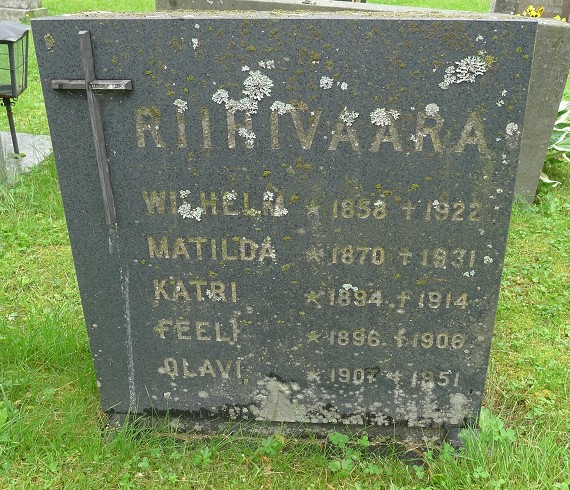 RIIHIVAARA
WILHELM * 1858 + 1922
MATILDA * 1870 + 1931
KATRI * 1894 + 1914
FEELI * 1896 + 1906
OLAVI * 1907 + 1951